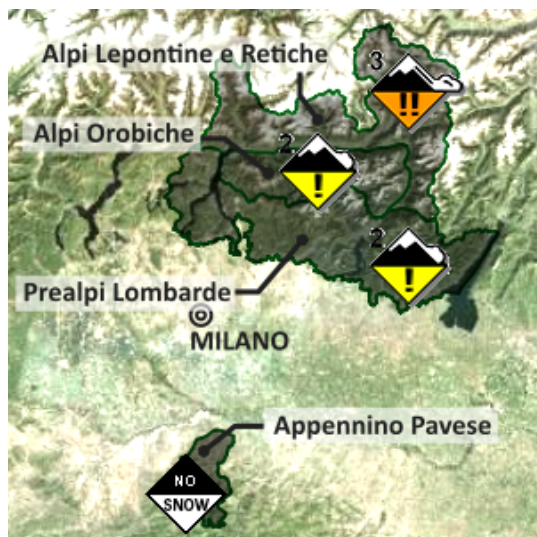 Alpi Lepontine e Retiche
3
!!
Alpi Orobiche
2
!
2
!
Prealpi Lombarde
MILANO
Appennino Pavese
NO
SNOW